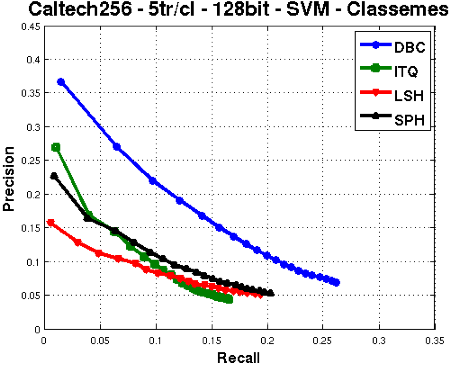 Caltech256 - 5tr/cl - 128bit - SVM - Classemes
0.45
0.4
0.35
0.3
0.25
0.2
0.15
0.1
0.05
0
Precision
DBC
ITQ
LSH
SPH
0 0.05 0.1 0.15 0.2 0.25 0.3 0.35
Recall